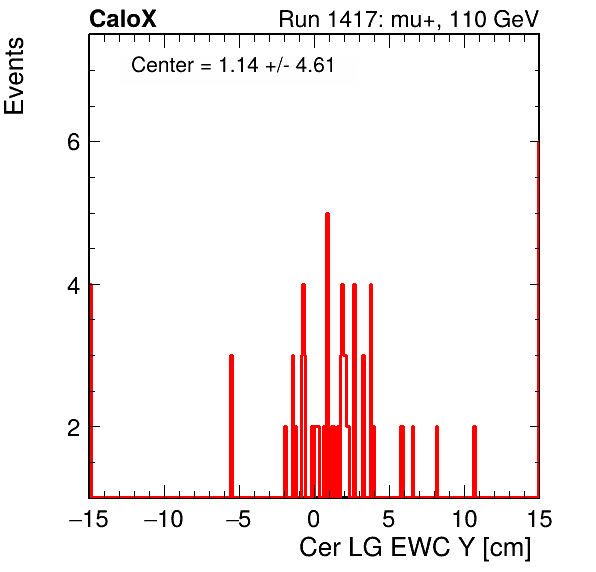 CaloX Run 1417: mu+, 110 GeV
Center = 1.14 +/- 4.61
Events
6
4
2
−15 −10 −5 0 5 10 15
Cer LG EWC Y [cm]